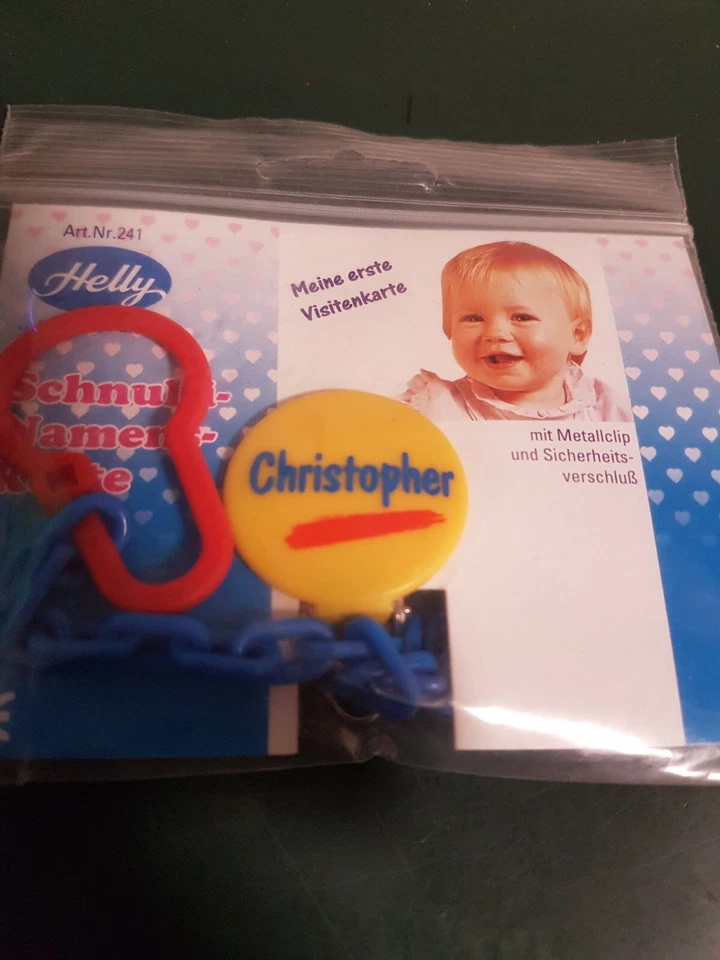 Art.Nr.241
Helly
Meine erste
Visitenkarte
mit Metallclip
und Sicherheits-
verschluß
Christopher